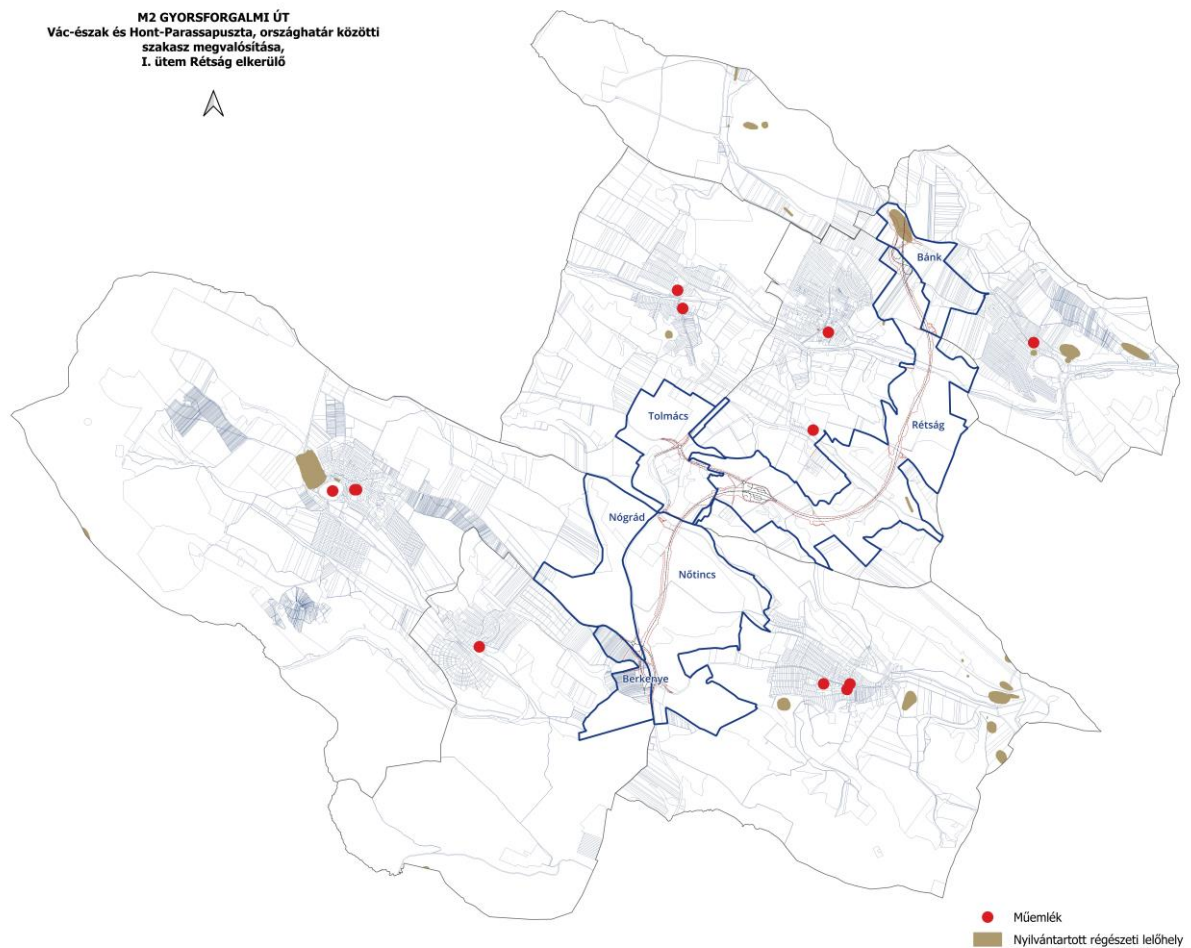 M2 GYORSFORGALMI ÚT
Vác-észak és Hont-Parassapuszta, országhatár közötti
szakasz megvalósítása,
I. ütem Rétság elkerülő
Bánk
Tolmács
Rétság
Nógrád
Nőtincs
Berkenye
Műemlék
Nyilvántartott régészeti lelőhely